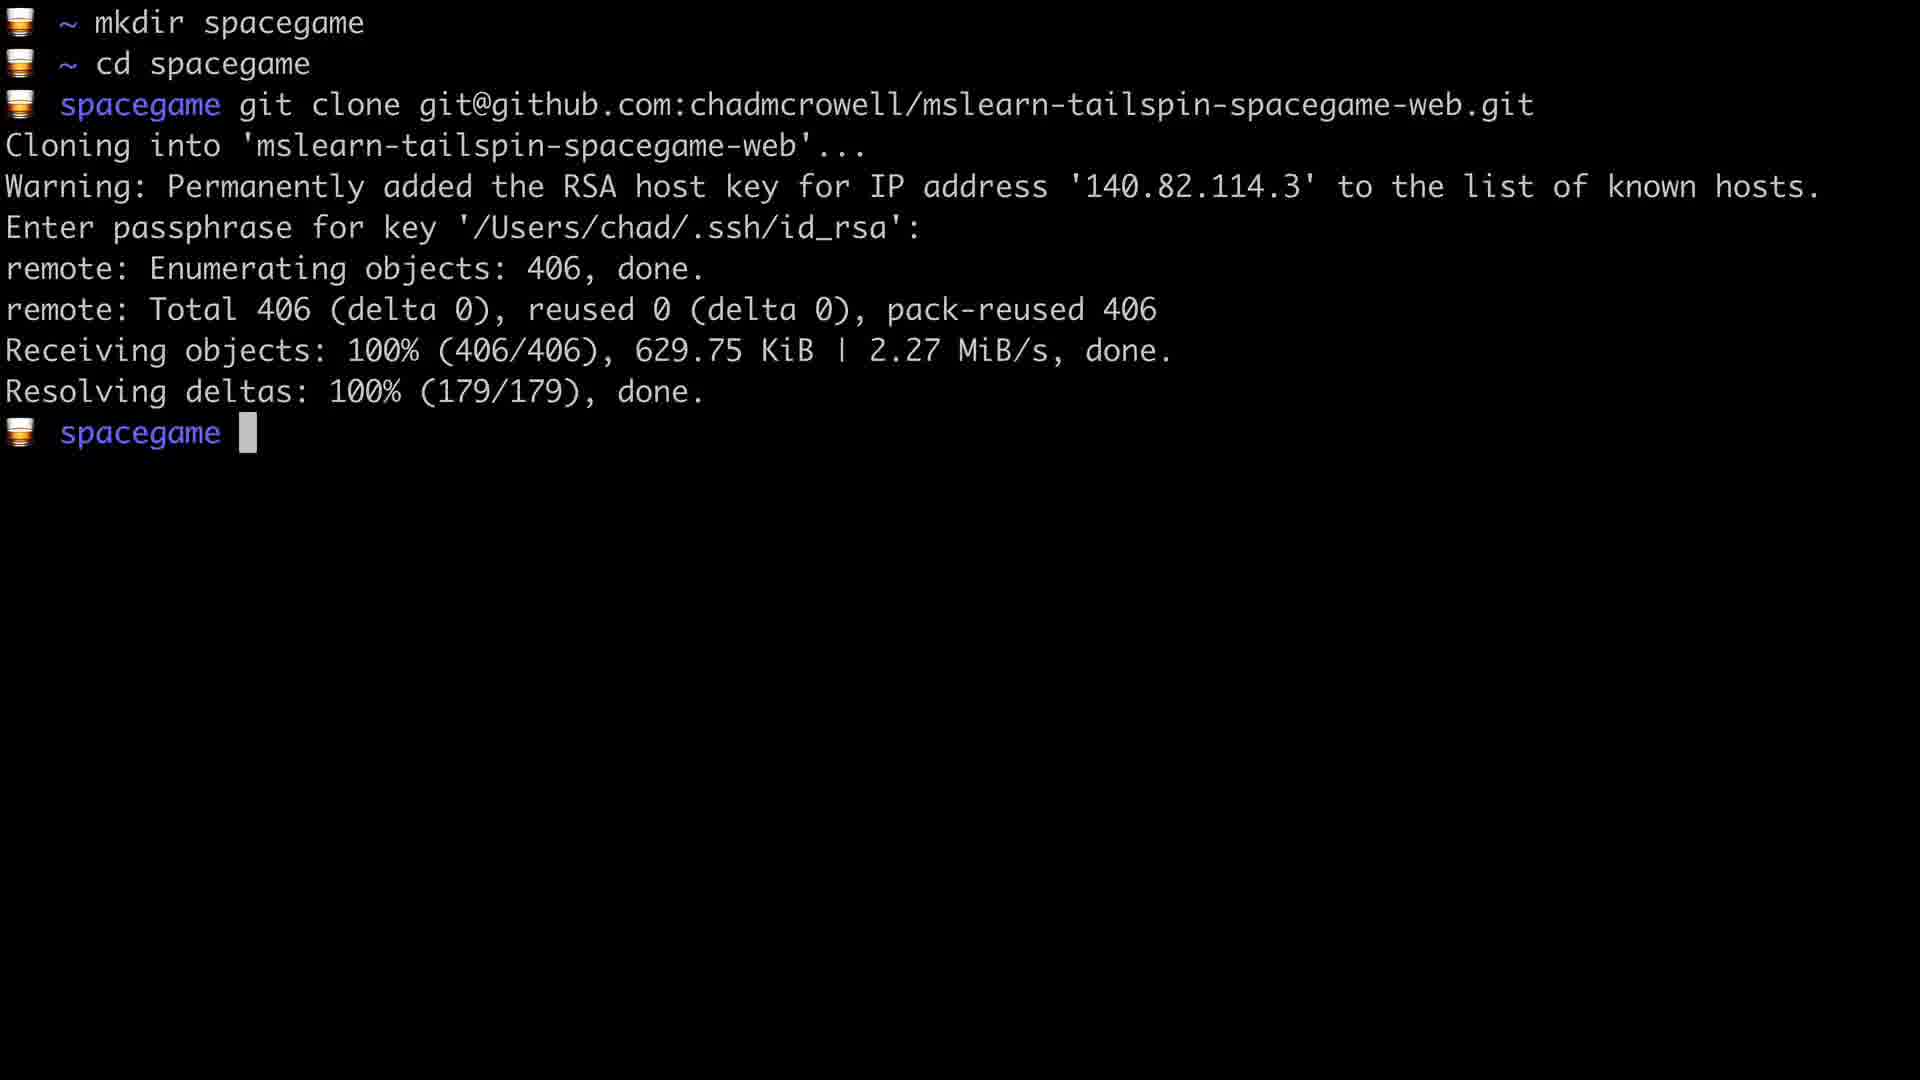 ~ mkdir spacegame
~ cd spacegame
spacegame git clone git@github.com:chadmcrowell/mslearn-tailspin-spacegame-web.git
Cloning into 'mslearn-tailspin-spacegame-web'...
Warning: Permanently added the RSA host key for IP address '140.82.114.3' to the list of known hosts.
Enter passphrase for key '/Users/chad/.ssh/id_rsa':
remote: Enumerating objects: 406, done.
remote: Total 406 (delta 0), reused 0 (delta 0), pack-reused 406
Receiving objects: 100% (406/406), 629.75 KiB | 2.27 MiB/s, done.
Resolving deltas: 100% (179/179), done.
spacegame